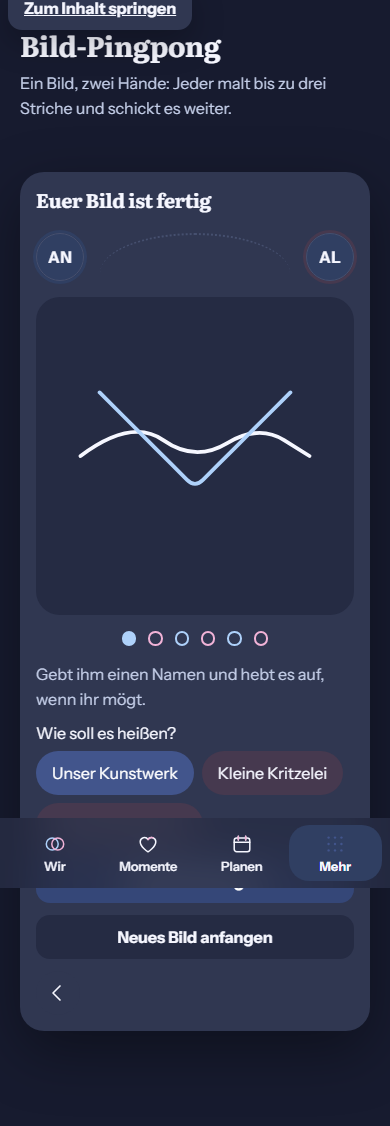 Zum Inhalt springen
Bild-Pingpong
Ein Bild, zwei Hände: Jeder malt bis zu drei
Striche und schickt es weiter.
Euer Bild ist fertig
AN
AL
Gebt ihm einen Namen und hebt es auf,
wenn ihr mögt.
Wie soll es heißen?
Unser Kunstwerk
Kleine Kritzelei
Wir
Momente
Planen
Mehr
Neues Bild anfangen